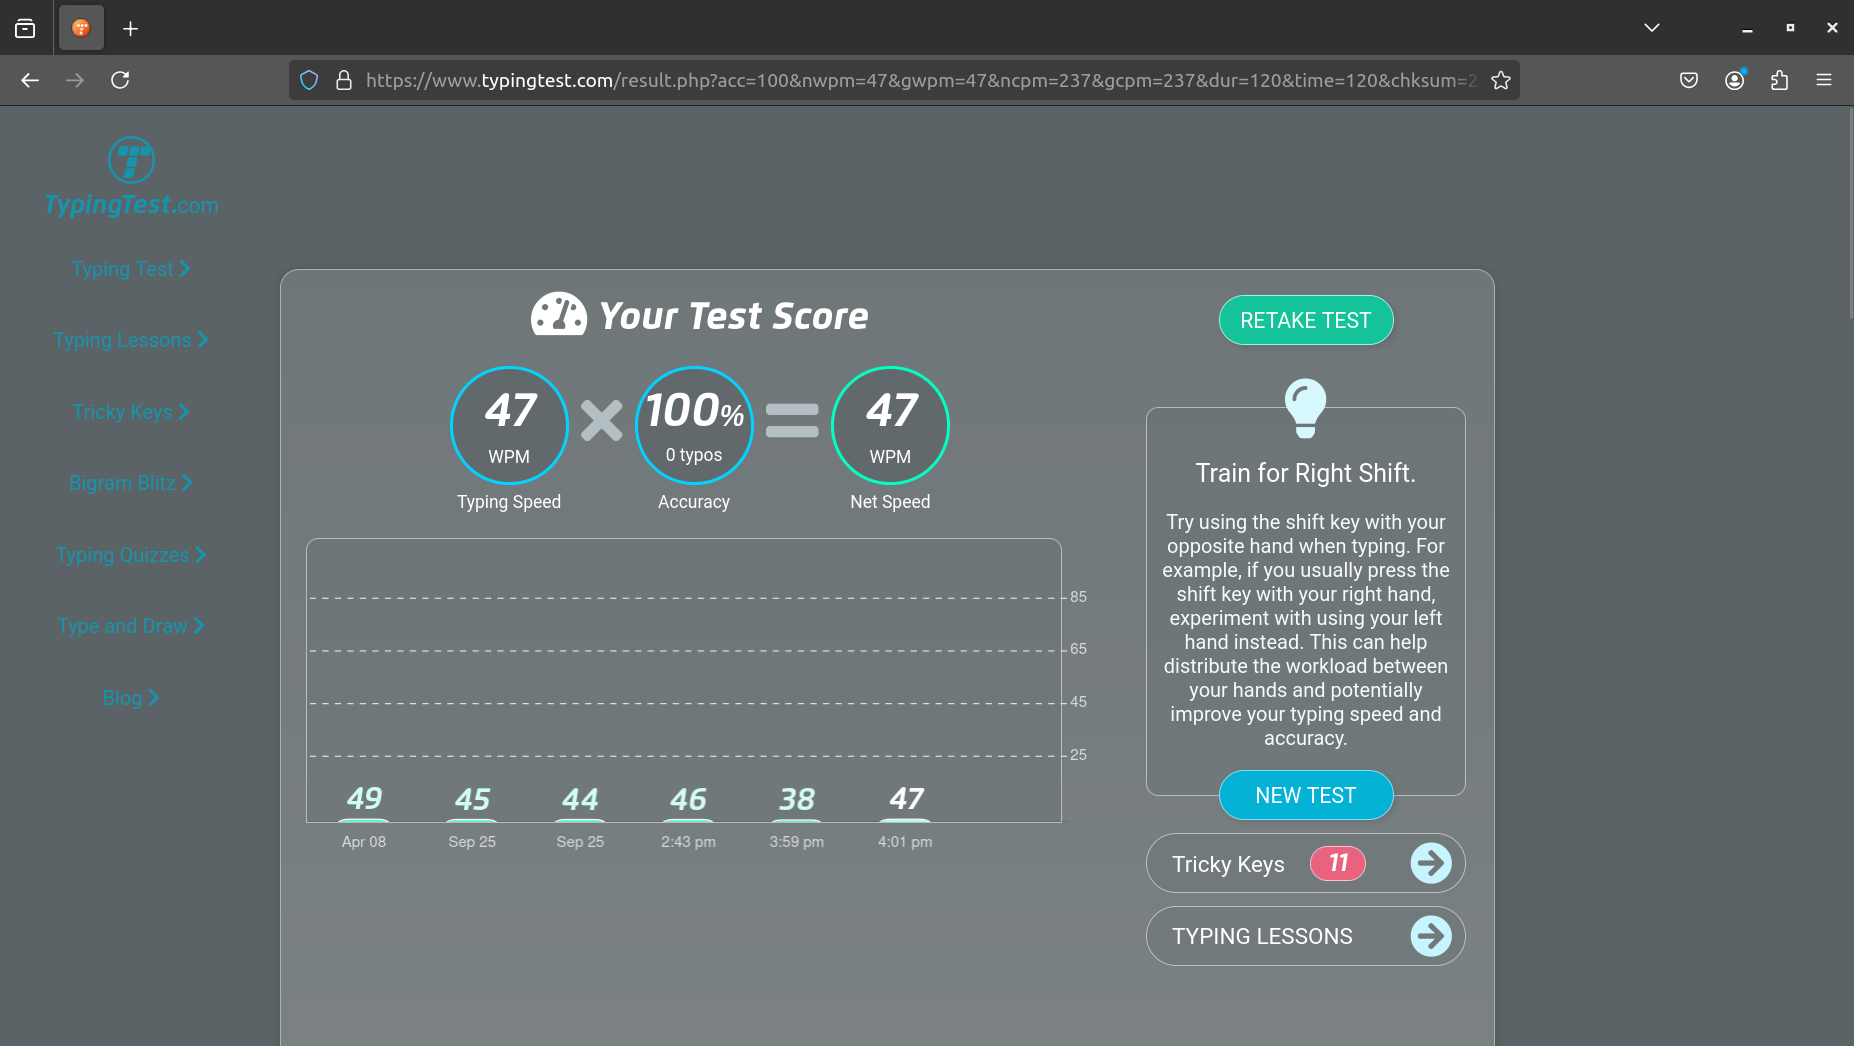 https://www.typingtest.com/result.php?acc=100&nwpm=47&gwpm=47&ncpm=237&gcpm=237&dur=120&time=120&chksum=2
TypingTest.com
Typing Test
Typing Lessons
Tricky Keys
Bigram Blitz
Typing Quizzes
Type and Draw
Blog
Your Test Score
47
WPM
Typing Speed
100%
0 typos
Accuracy
47
WPM
Net Speed
85
65
45
25
49 45 44 46 38 47
Apr 08 Sep 25 Sep 25 2:43 pm 3:59 pm 4:01 pm
RETAKE TEST
Train for Right Shift.
Try using the shift key with your
opposite hand when typing. For
example, if you usually press the
shift key with your right hand,
experiment with using your left
hand instead. This can help
distribute the workload between
your hands and potentially
improve your typing speed and
accuracy.
NEW TEST
Tricky Keys 11
TYPING LESSONS